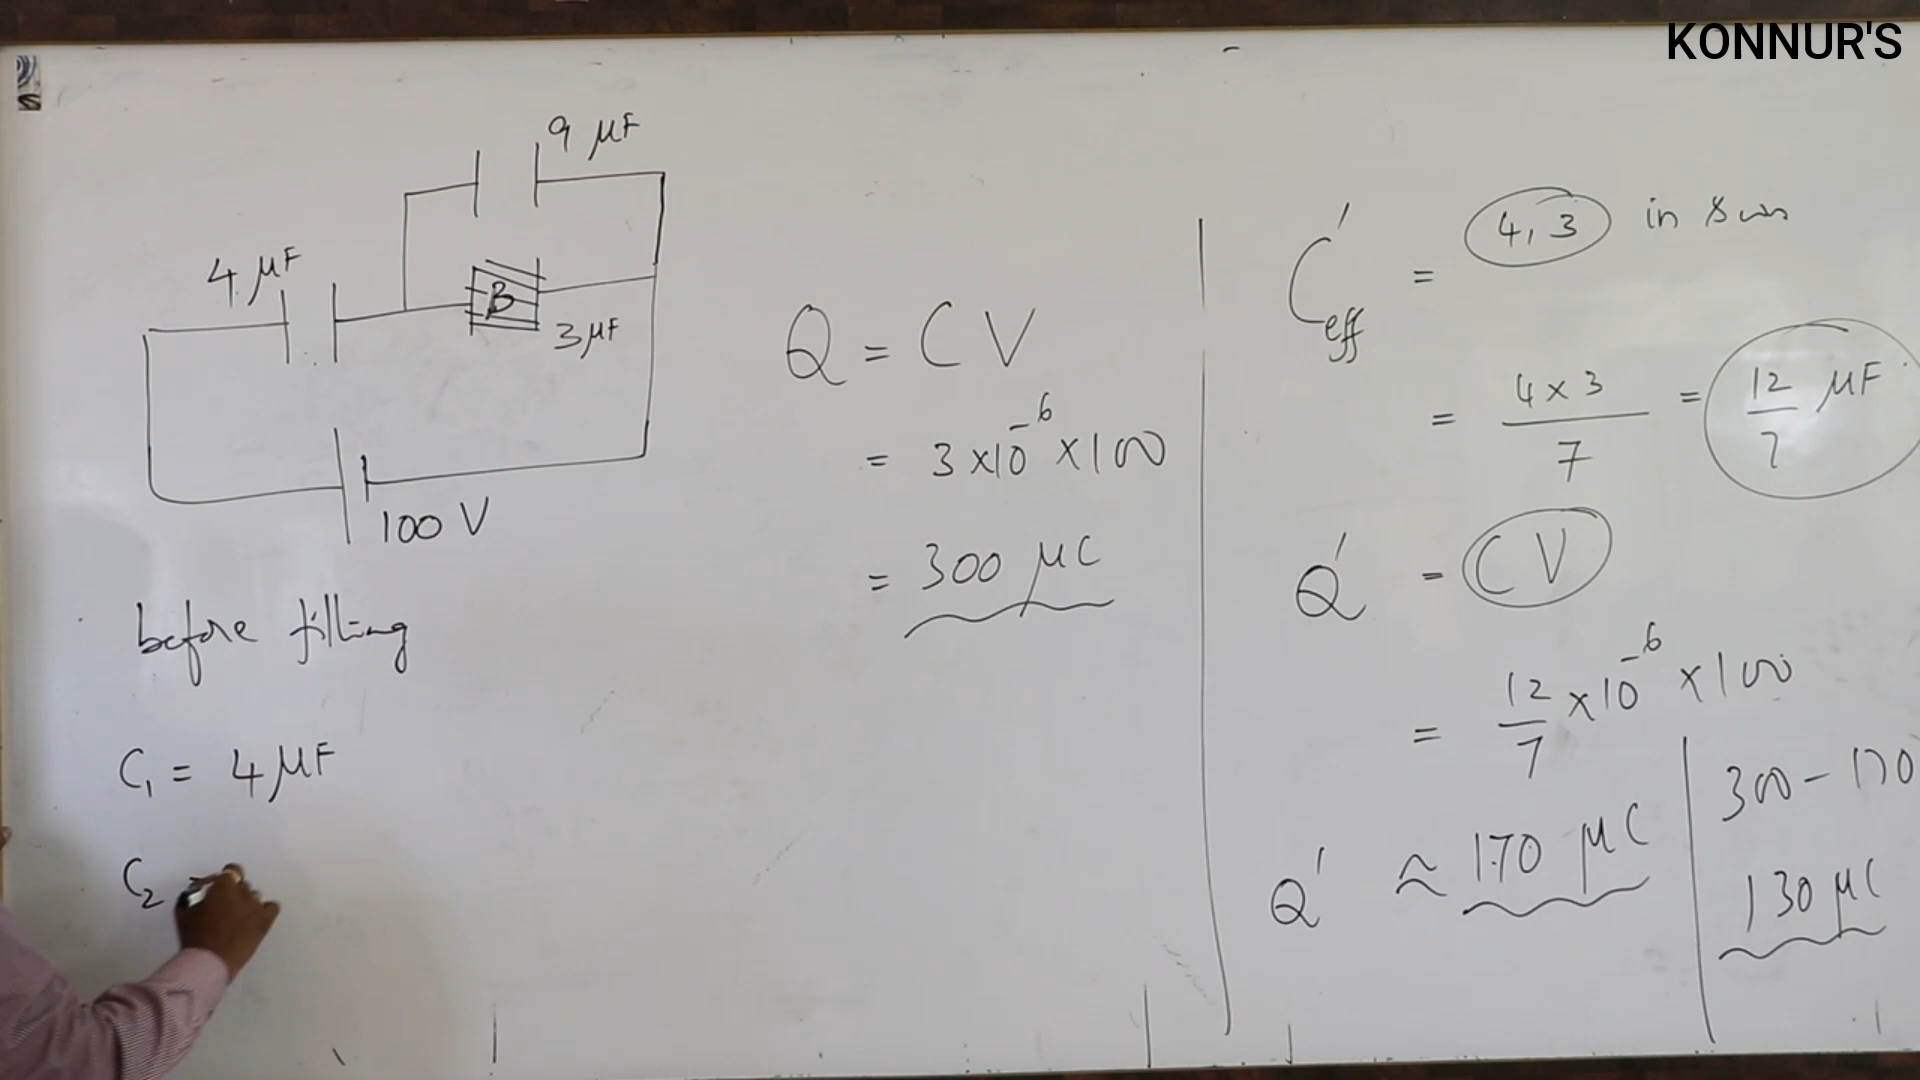 KONNUR'S
9 μF
4 μF
B
3 μF
100 V
before filling
C₁ = 4 μF
C₂ =
Q = CV
= 3 × 10⁻⁶ × 100
= 300 μC
C'eff = 4, 3 in
= 4 × 3 / 7 = 12/7 μF
Q' = CV
= 12/7 × 10⁻⁶ × 100
Q' ≈ 170 μC
300 - 170
130 μC